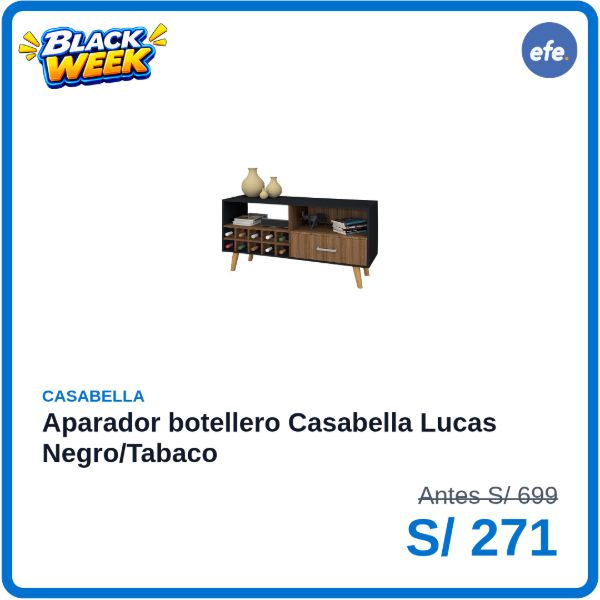 BLACK
WEEK
efe.
CASABELLA
Aparador botellero Casabella Lucas
Negro/Tabaco
Antes S/ 699
S/ 271